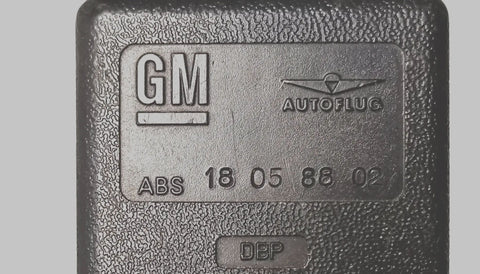 GM
AUTOFLUG
ABS 18 05 88 02
DBP